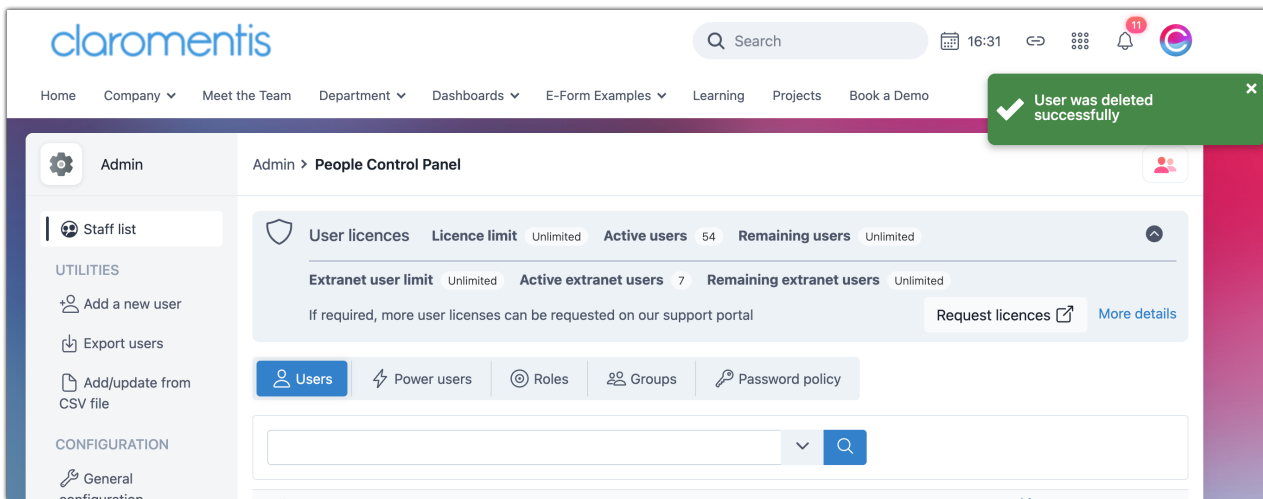 claromentis
Search
16:31
11
Home Company Meet the Team Department Dashboards E-Form Examples Learning Projects Book a Demo
User was deleted
successfully
Admin
Admin > People Control Panel
Staff list
UTILITIES
Add a new user
Export users
Add/update from
CSV file
CONFIGURATION
General
configuration
User licences Licence limit Unlimited Active users 54 Remaining users Unlimited
Extranet user limit Unlimited Active extranet users 7 Remaining extranet users Unlimited
If required, more user licenses can be requested on our support portal
Request licences More details
Users Power users Roles Groups Password policy